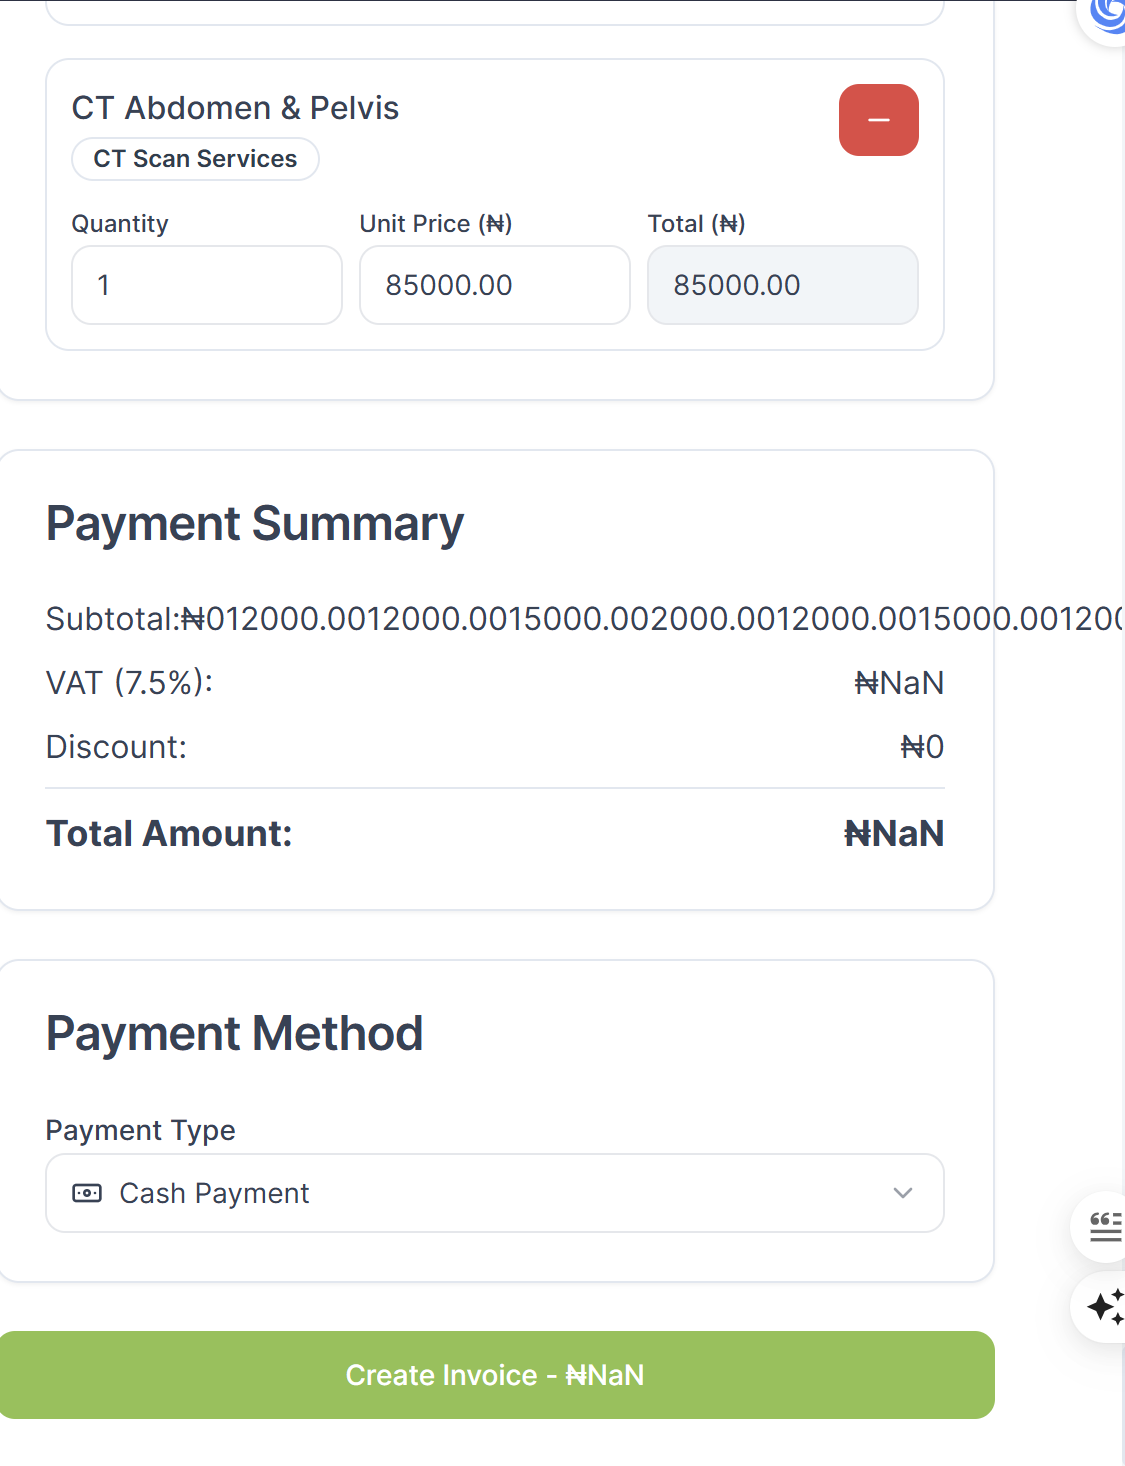 CT Abdomen & Pelvis
CT Scan Services
Quantity Unit Price (₦) Total (₦)
1 85000.00 85000.00
Payment Summary
Subtotal:₦012000.0012000.0015000.002000.0012000.0015000.001200
VAT (7.5%): ₦NaN
Discount: ₦0
Total Amount: ₦NaN
Payment Method
Payment Type
Cash Payment
Create Invoice - ₦NaN